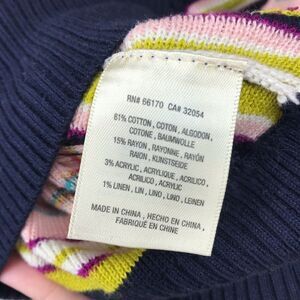 RN# 66170 CA# 32054
61% COTTON, COTON, ALGODON,
COTONE, BAUMWOLLE
15% RAYON, RAYONNE, RAYÓN
RAION, KUNSTSEIDE
3% ACRYLIC, ACRYLIQUE, ACRILICO,
ACRILICO, ACRYLIC
1% LINEN, LIN, LINO, LINO, LEINEN
MADE IN CHINA, HECHO EN CHINA,
FABRIQUÉ EN CHINE